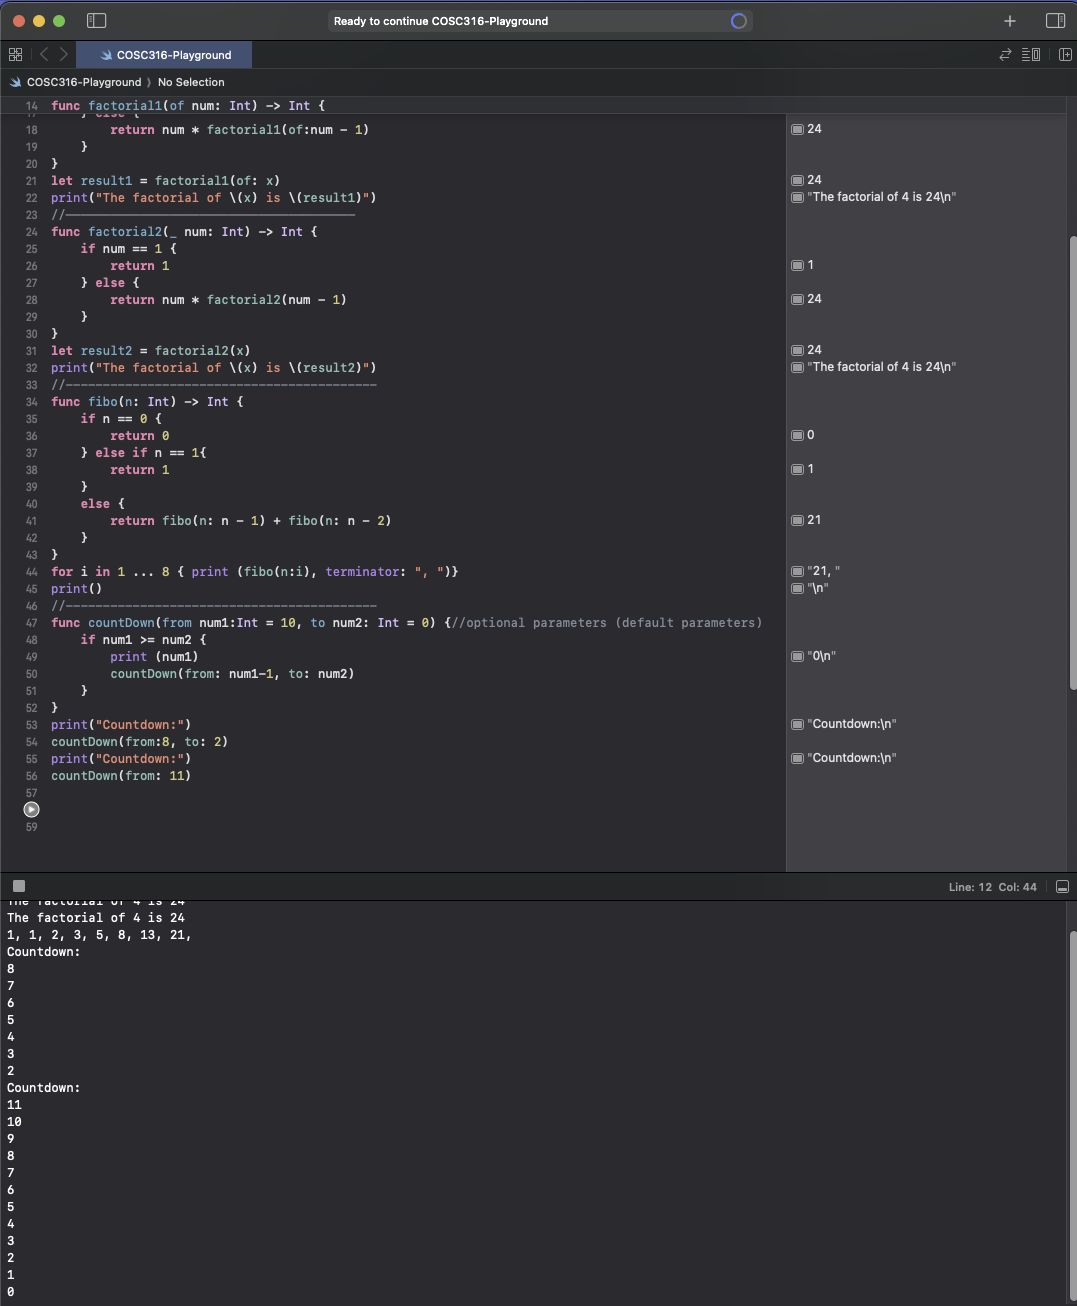 Ready to continue COSC316-Playground
COSC316-Playground
COSC316-Playground ⟩ No Selection
14 func factorial1(of num: Int) -> Int {
17 } else {
18 return num * factorial1(of:num - 1) 24
19 }
20 }
21 let result1 = factorial1(of: x) 24
22 print("The factorial of \(x) is \(result1)") "The factorial of 4 is 24\n"
23 //---------------------------------------
24 func factorial2(_ num: Int) -> Int {
25 if num == 1 {
26 return 1 1
27 } else {
28 return num * factorial2(num - 1) 24
29 }
30 }
31 let result2 = factorial2(x) 24
32 print("The factorial of \(x) is \(result2)") "The factorial of 4 is 24\n"
33 //------------------------------------------
34 func fibo(n: Int) -> Int {
35 if n == 0 {
36 return 0 0
37 } else if n == 1{
38 return 1 1
39 }
40 else {
41 return fibo(n: n - 1) + fibo(n: n - 2) 21
42 }
43 }
44 for i in 1 ... 8 { print (fibo(n:i), terminator: ", ")} "21, "
45 print() "\n"
46 //------------------------------------------
47 func countDown(from num1:Int = 10, to num2: Int = 0) {//optional parameters (default parameters)
48 if num1 >= num2 {
49 print (num1) "0\n"
50 countDown(from: num1-1, to: num2)
51 }
52 }
53 print("Countdown:") "Countdown:\n"
54 countDown(from:8, to: 2)
55 print("Countdown:") "Countdown:\n"
56 countDown(from: 11)
57
59
Line: 12 Col: 44
The factorial of 4 is 24
The factorial of 4 is 24
1, 1, 2, 3, 5, 8, 13, 21,
Countdown:
8
7
6
5
4
3
2
Countdown:
11
10
9
8
7
6
5
4
3
2
1
0